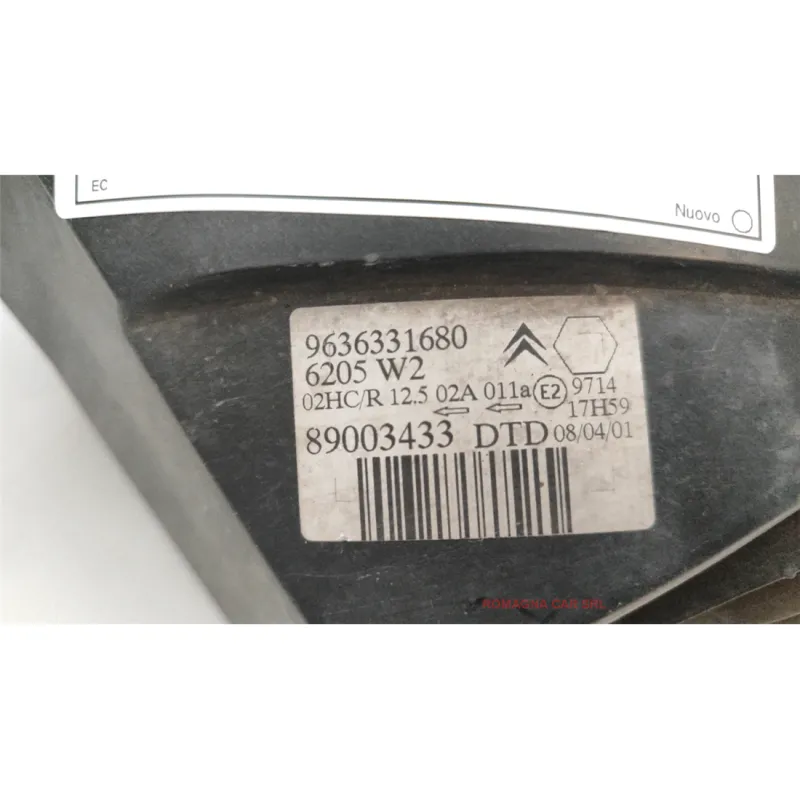 EC
Nuovo
9636331680
6205 W2
02HC/R 12.5 02A 011a E2 9714
17H59
89003433 DTD 08/04/01
ROMAGNA CAR SRL